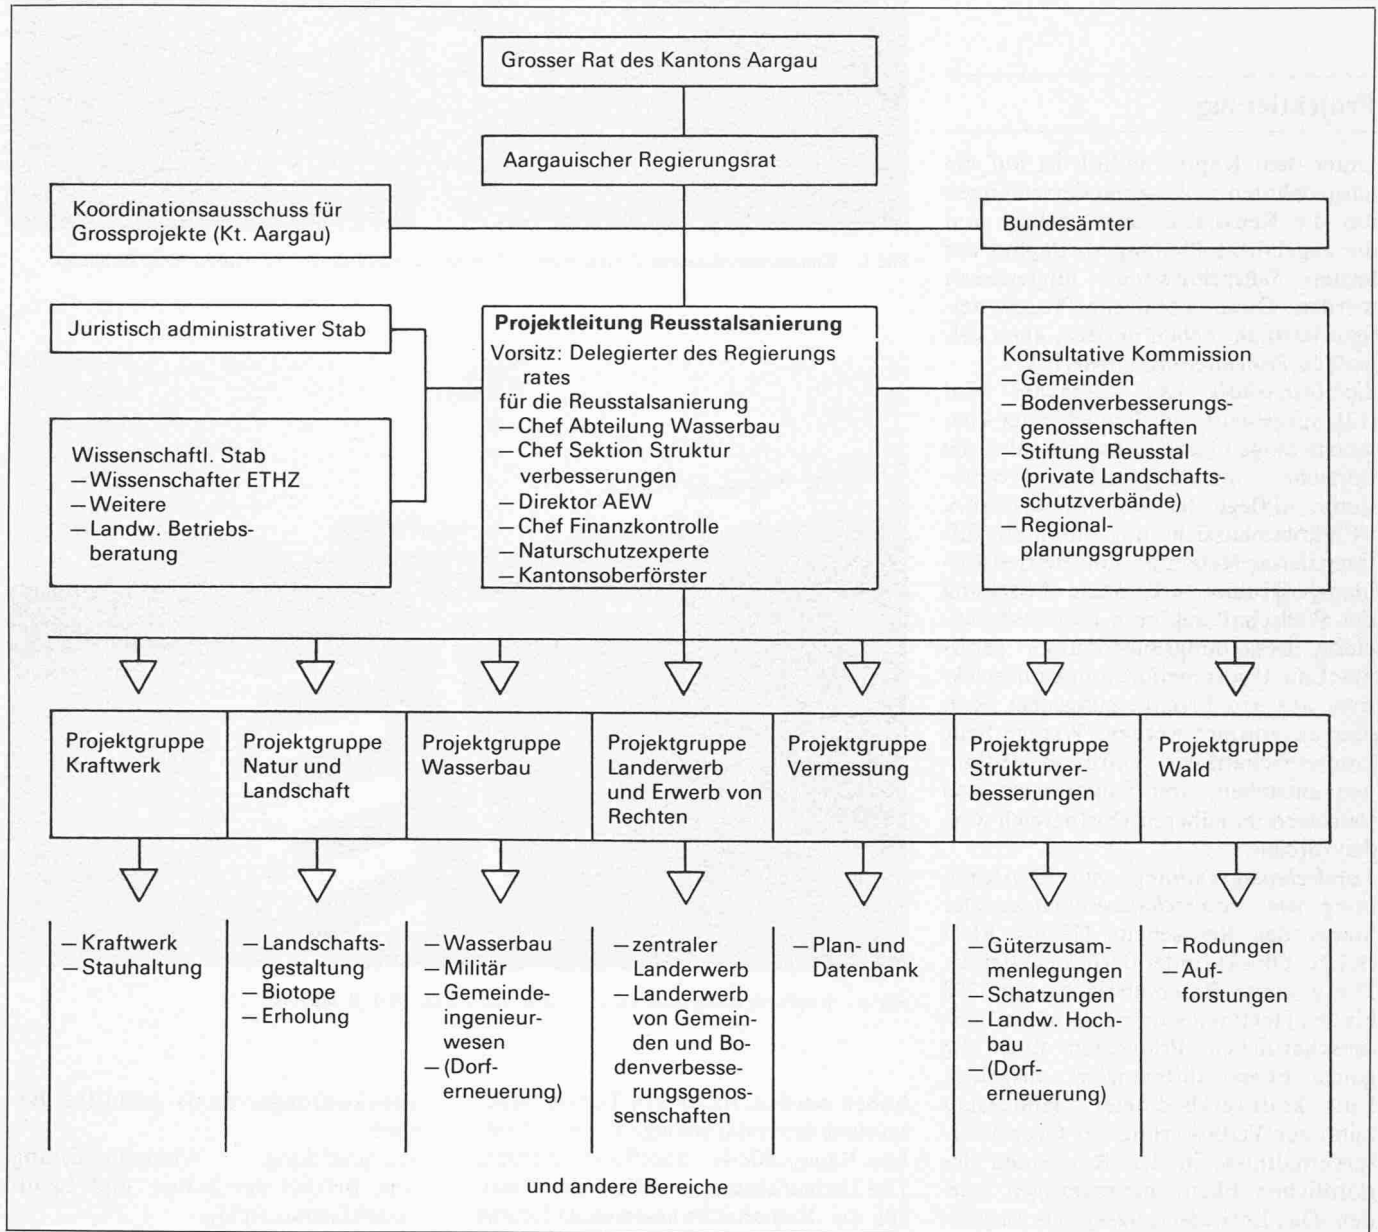 Grosser Rat des Kantons Aargau
Aargauischer Regierungsrat
Koordinationsausschuss für
Grossprojekte (Kt. Aargau)
Bundesämter
Juristisch administrativer Stab
Wissenschaftl. Stab
— Wissenschafter ETHZ
— Weitere
— Landw. Betriebs-
beratung
Projektleitung Reusstalsanierung
Vorsitz: Delegierter des Regierungs
rates
für die Reusstalsanierung
— Chef Abteilung Wasserbau
— Chef Sektion Struktur
verbesserungen
— Direktor AEW
— Chef Finanzkontrolle
— Naturschutzexperte
— Kantonsoberförster
Konsultative Kommission
— Gemeinden
— Bodenverbesserungs-
genossenschaften
— Stiftung Reusstal
(private Landschafts-
schutzverbände)
— Regional-
planungsgruppen
Projektgruppe
Kraftwerk
Projektgruppe
Natur und
Landschaft
Projektgruppe
Wasserbau
Projektgruppe
Landerwerb
und Erwerb von
Rechten
Projektgruppe
Vermessung
Projektgruppe
Strukturver-
besserungen
Projektgruppe
Wald
— Kraftwerk
— Stauhaltung
— Landschafts-
gestaltung
— Biotope
— Erholung
— Wasserbau
— Militär
— Gemeinde-
ingenieur-
wesen
— (Dorf-
erneuerung)
— zentraler
Landerwerb
— Landerwerb
von Gemein-
den und Bo-
denverbesse-
rungsgenos-
senschaften
— Plan- und
Datenbank
— Güterzusam-
menlegungen
— Schatzungen
— Landw. Hoch-
bau
— (Dorf-
erneuerung)
— Rodungen
— Auf-
forstungen
und andere Bereiche